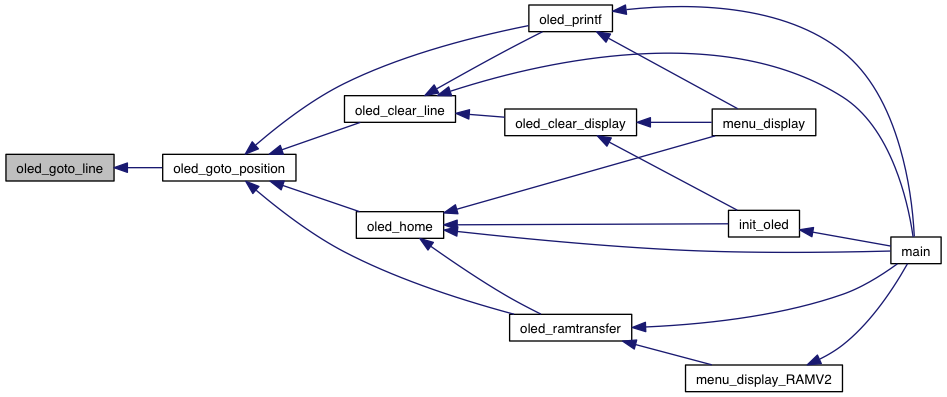 oled_printf
oled_clear_line
oled_clear_display
menu_display
oled_goto_line
oled_goto_position
oled_home
init_oled
main
oled_ramtransfer
menu_display_RAMV2